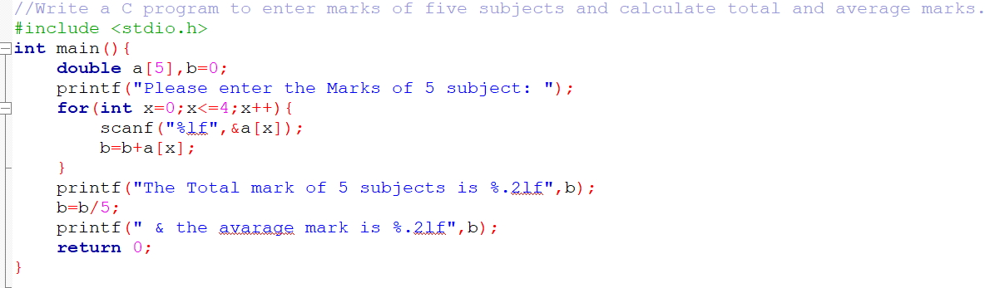 //Write a C program to enter marks of five subjects and calculate total and average marks.
#include <stdio.h>
int main(){
    double a[5],b=0;
    printf("Please enter the Marks of 5 subject: ");
    for(int x=0;x<=4;x++){
        scanf("%lf",&a[x]);
        b=b+a[x];
    }
    printf("The Total mark of 5 subjects is %.2lf",b);
    b=b/5;
    printf(" & the avarage mark is %.2lf",b);
    return 0;
}